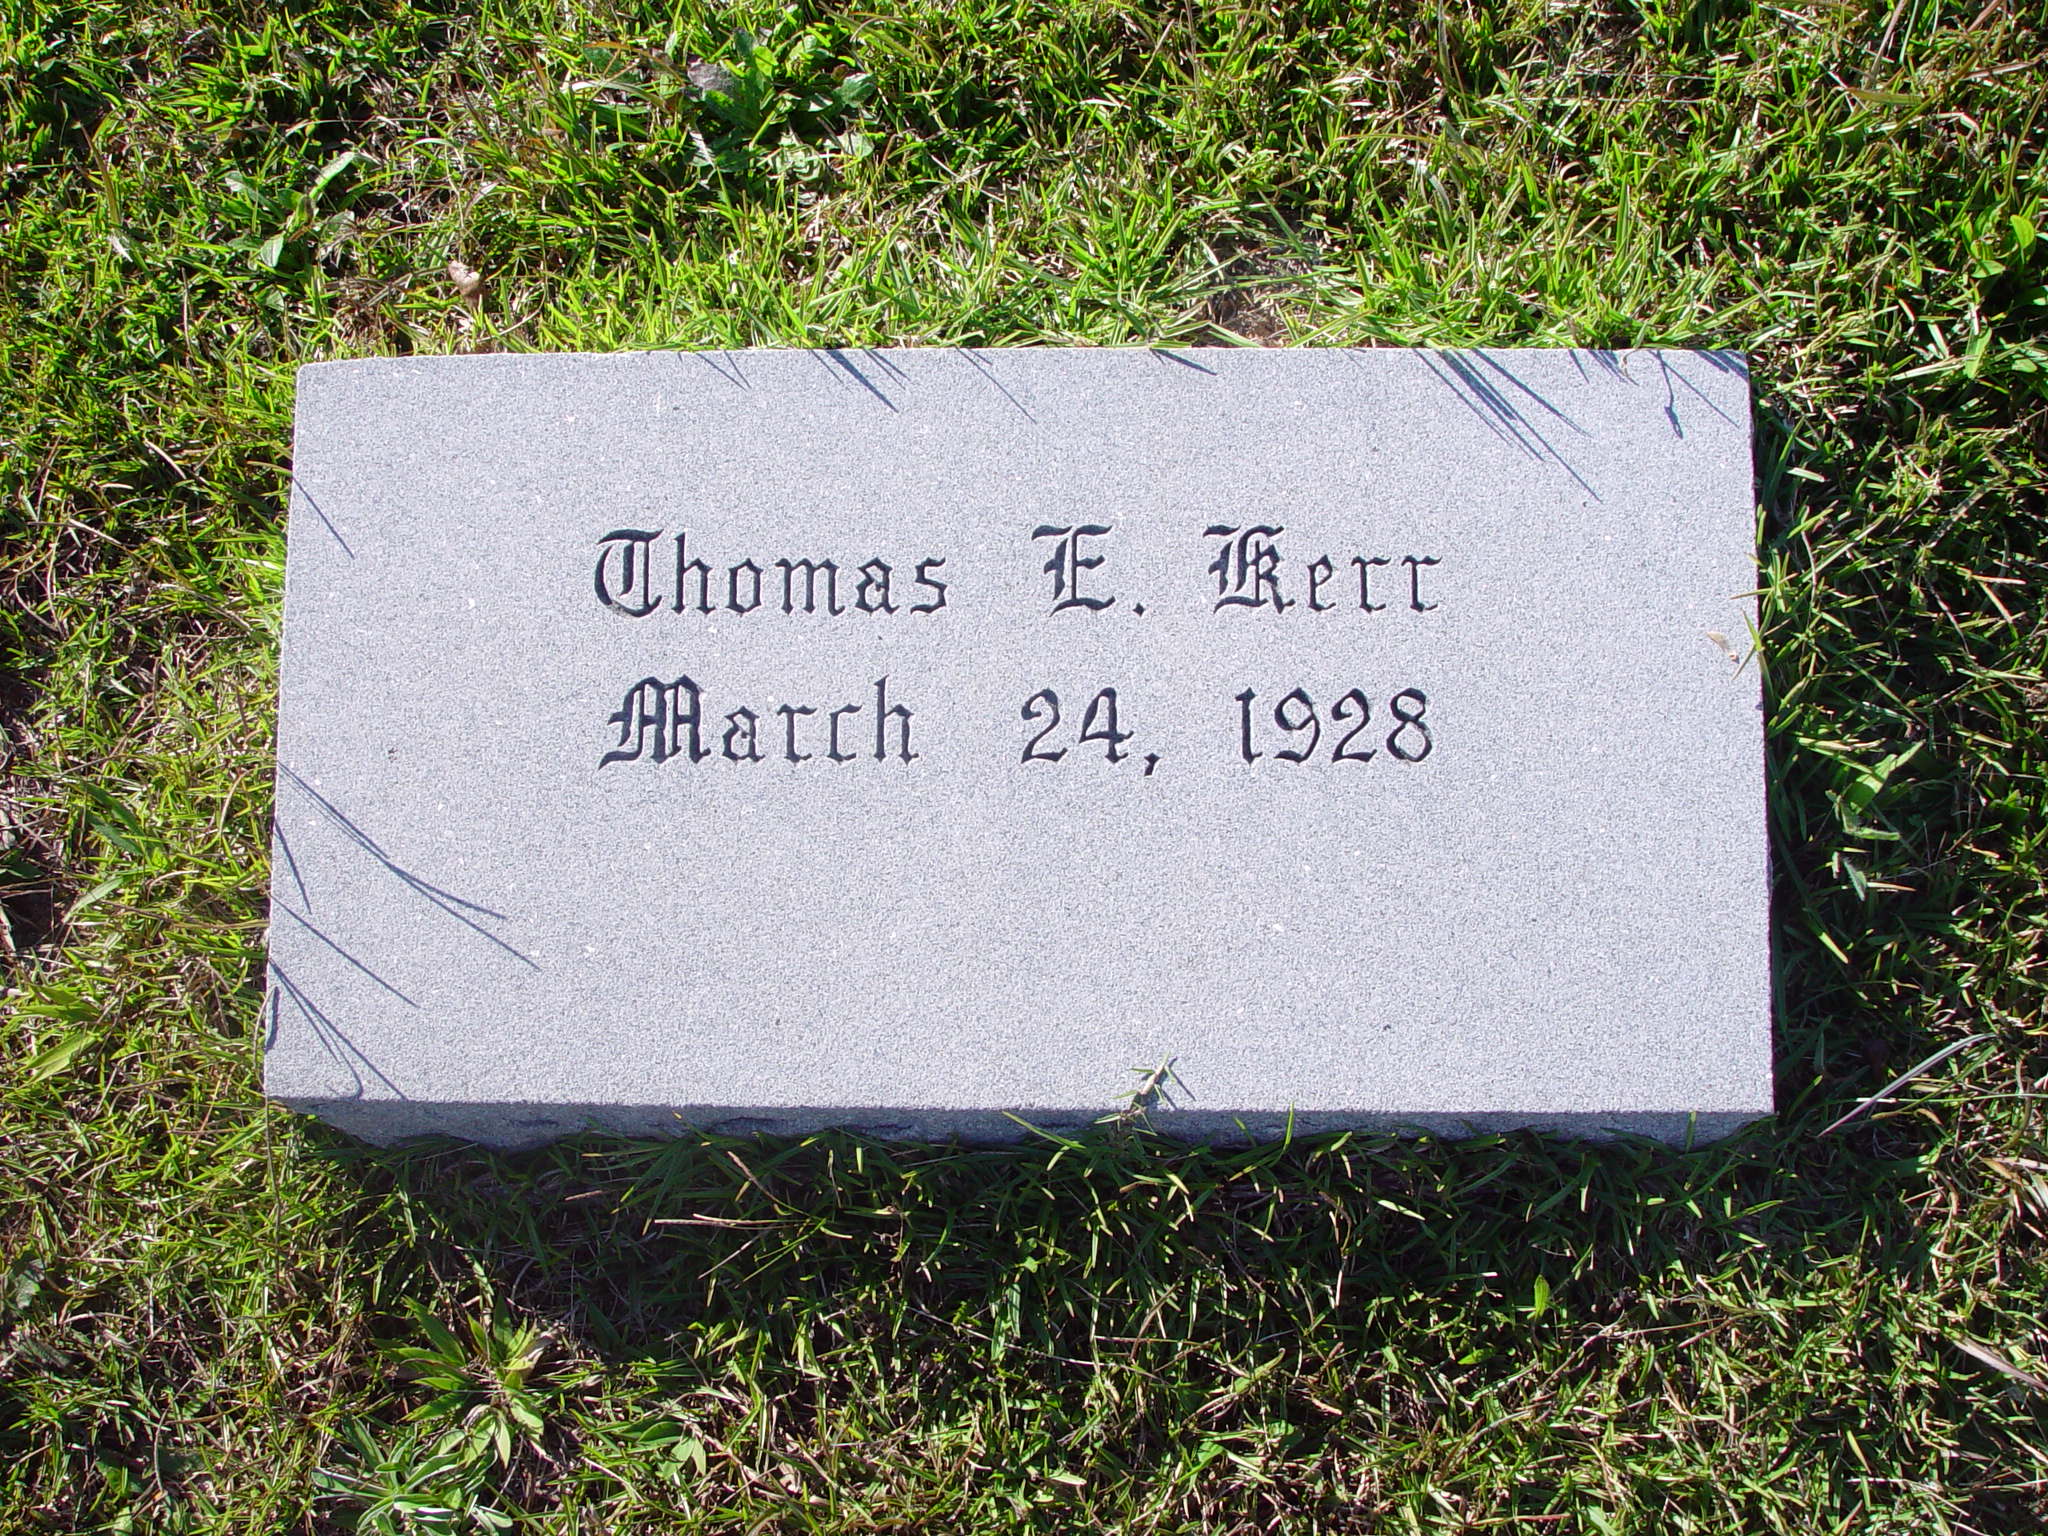 Thomas E. Kerr
March 24, 1928